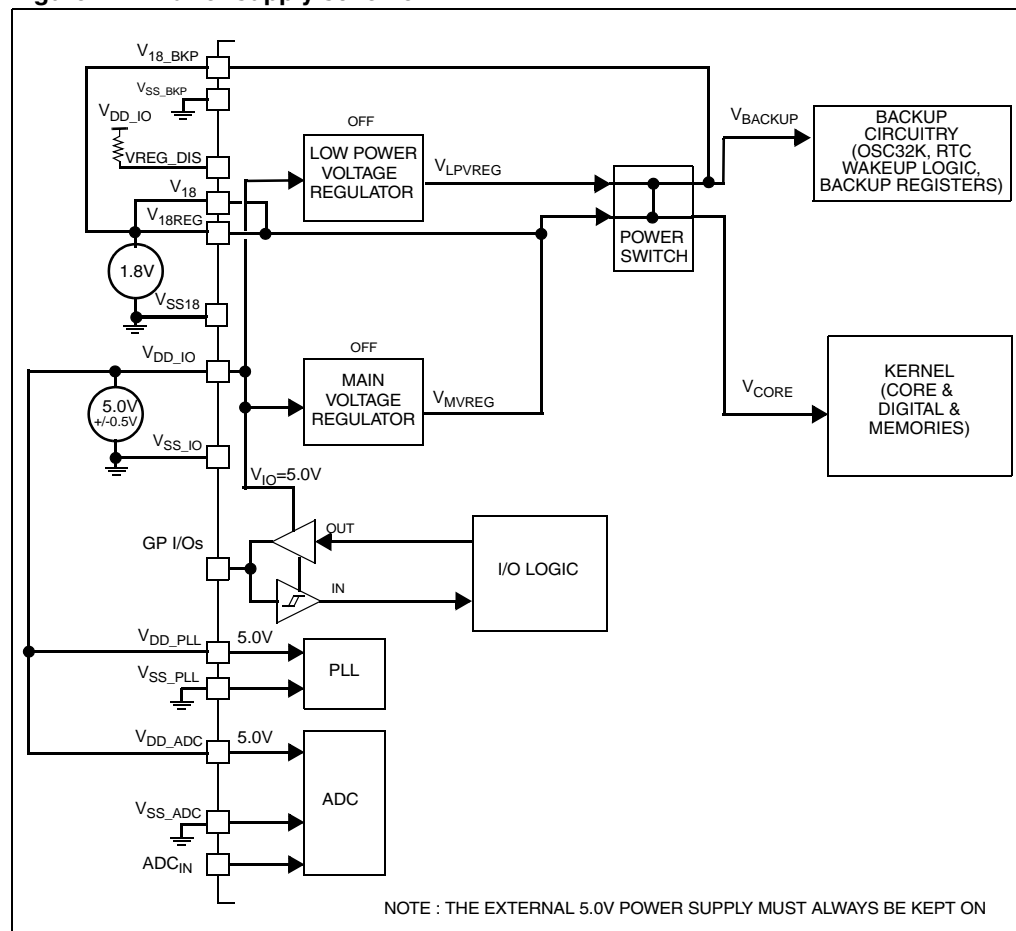 V18_BKP
VSS_BKP
VDD_IO
VREG_DIS
V18
V18REG
1.8V
VSS18
VDD_IO
5.0V
+/-0.5V
VSS_IO
GP I/Os
VDD_PLL
5.0V
VSS_PLL
VDD_ADC
5.0V
VSS_ADC
ADCIN
OFF
LOW POWER
VOLTAGE
REGULATOR
VLPVREG
OFF
MAIN
VOLTAGE
REGULATOR
VMVREG
VIO=5.0V
OUT
IN
I/O LOGIC
PLL
ADC
POWER
SWITCH
VBACKUP
BACKUP
CIRCUITRY
(OSC32K, RTC
WAKEUP LOGIC,
BACKUP REGISTERS)
VCORE
KERNEL
(CORE &
DIGITAL &
MEMORIES)
NOTE : THE EXTERNAL 5.0V POWER SUPPLY MUST ALWAYS BE KEPT ON